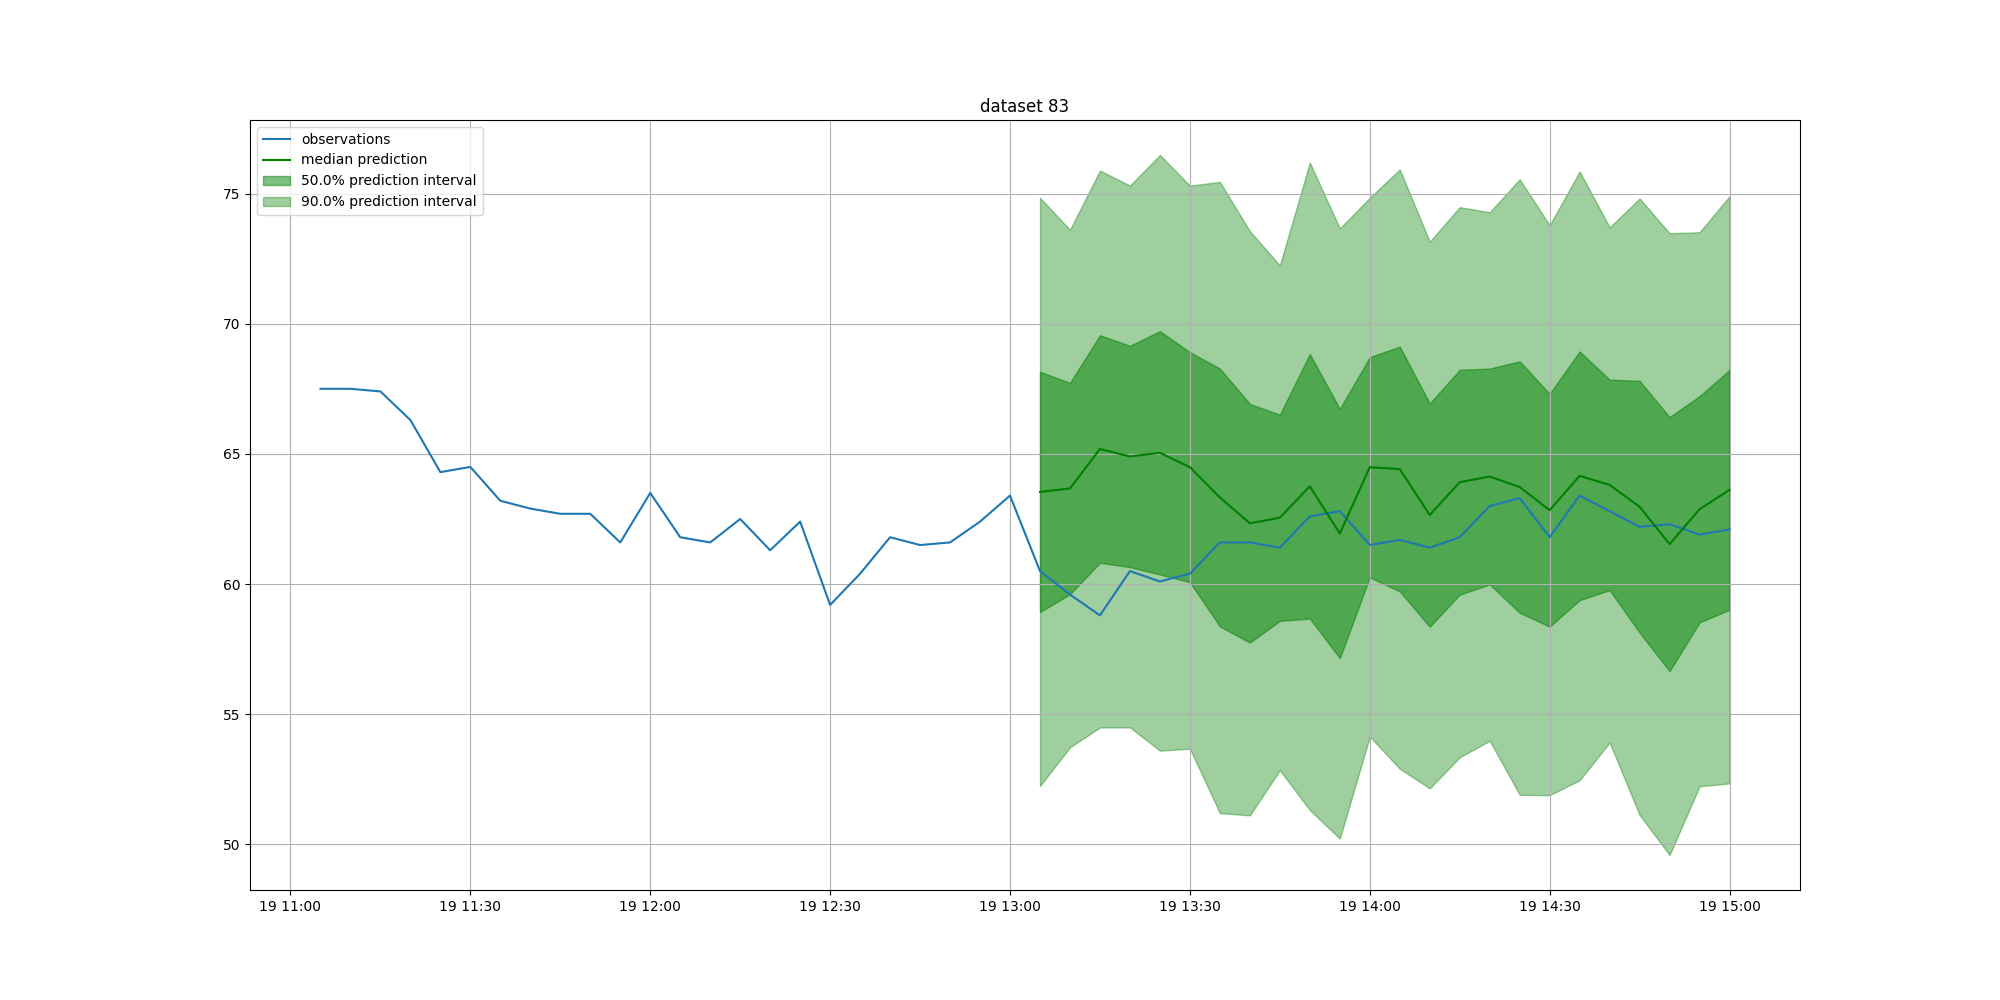 dataset 83
observations
median prediction
50.0% prediction interval
90.0% prediction interval
75
70
65
60
55
50
19 11:00 19 11:30 19 12:00 19 12:30 19 13:00 19 13:30 19 14:00 19 14:30 19 15:00